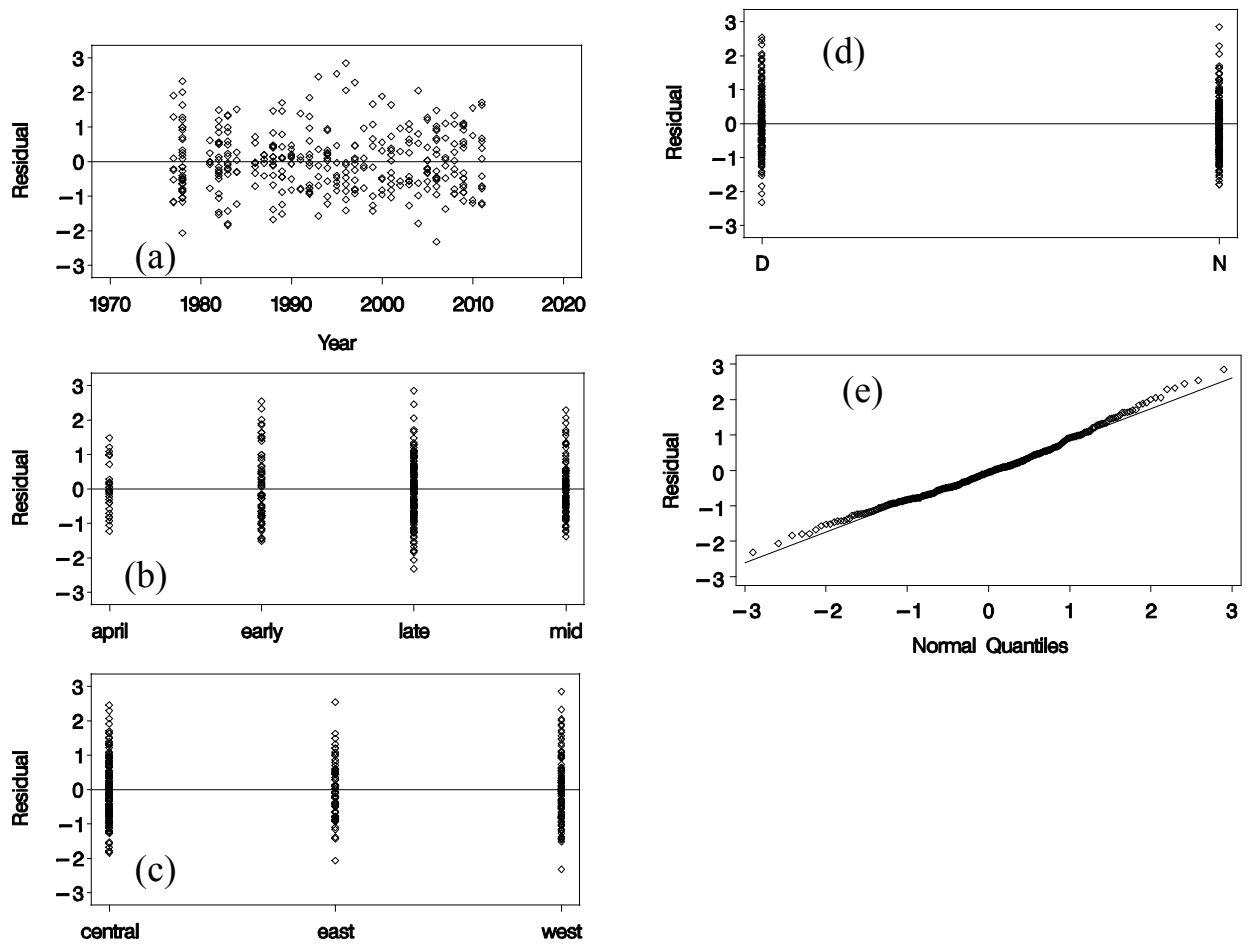 3
2
1
0
−1
−2
−3
Residual
(a)
1970 1980 1990 2000 2010 2020
Year
3
2
1
0
−1
−2
−3
Residual
(b)
april early late mid
3
2
1
0
−1
−2
−3
Residual
(c)
central east west
3
2
1
0
−1
−2
−3
Residual
(d)
D N
3
2
1
0
−1
−2
−3
Residual
(e)
−3 −2 −1 0 1 2 3
Normal Quantiles